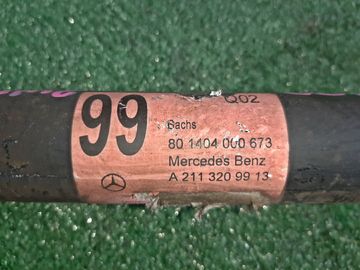 99
Q02
Sachs
80 1404 000 673
Mercedes Benz
A 211 320 99 13